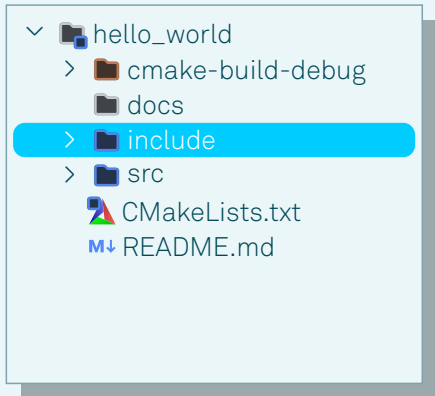 hello_world
cmake-build-debug
docs
include
src
CMakeLists.txt
M↓ README.md